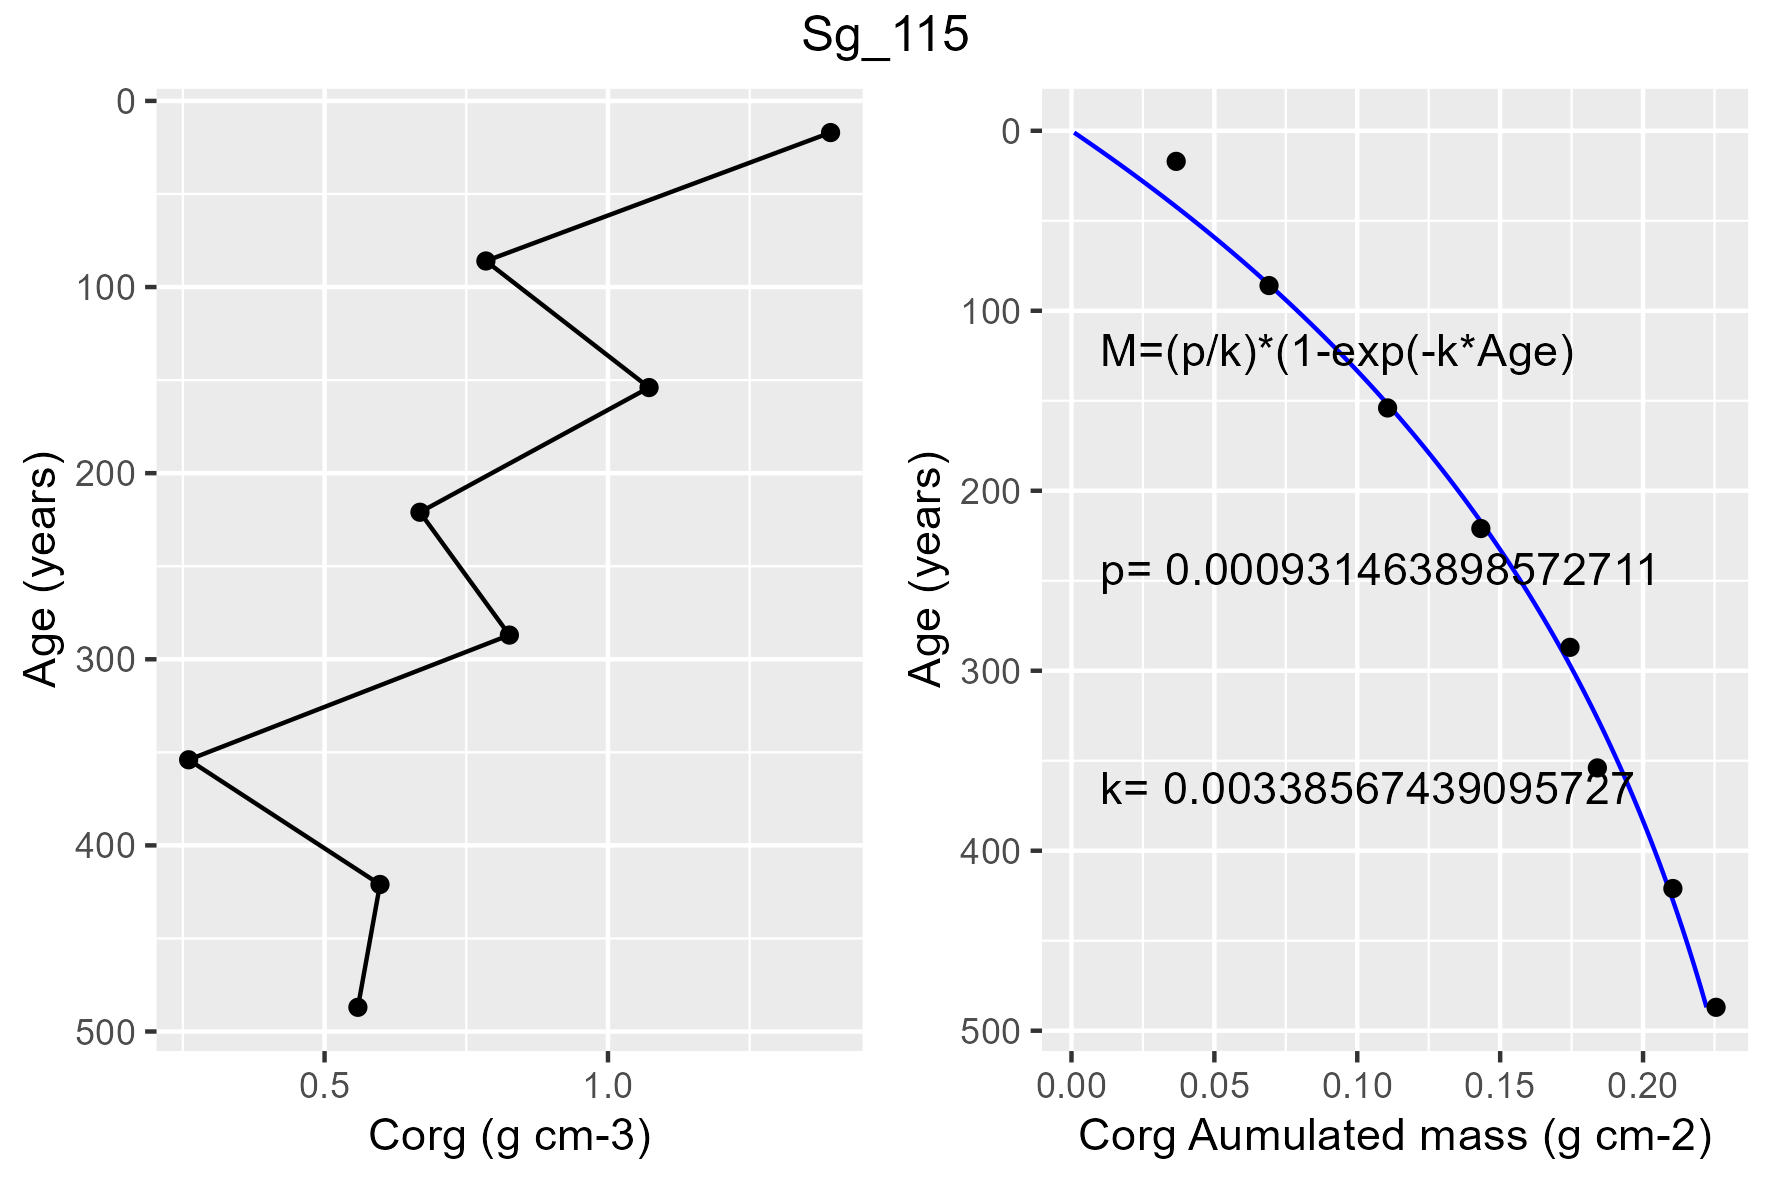 Sg_115
0
100
200
300
400
500
Age (years)
0.5
1.0
Corg (g cm-3)
0
100
200
300
400
500
Age (years)
M=(p/k)*(1-exp(-k*Age)
p= 0.000931463898572711
k= 0.00338567439095727
0.00
0.05
0.10
0.15
0.20
Corg Aumulated mass (g cm-2)